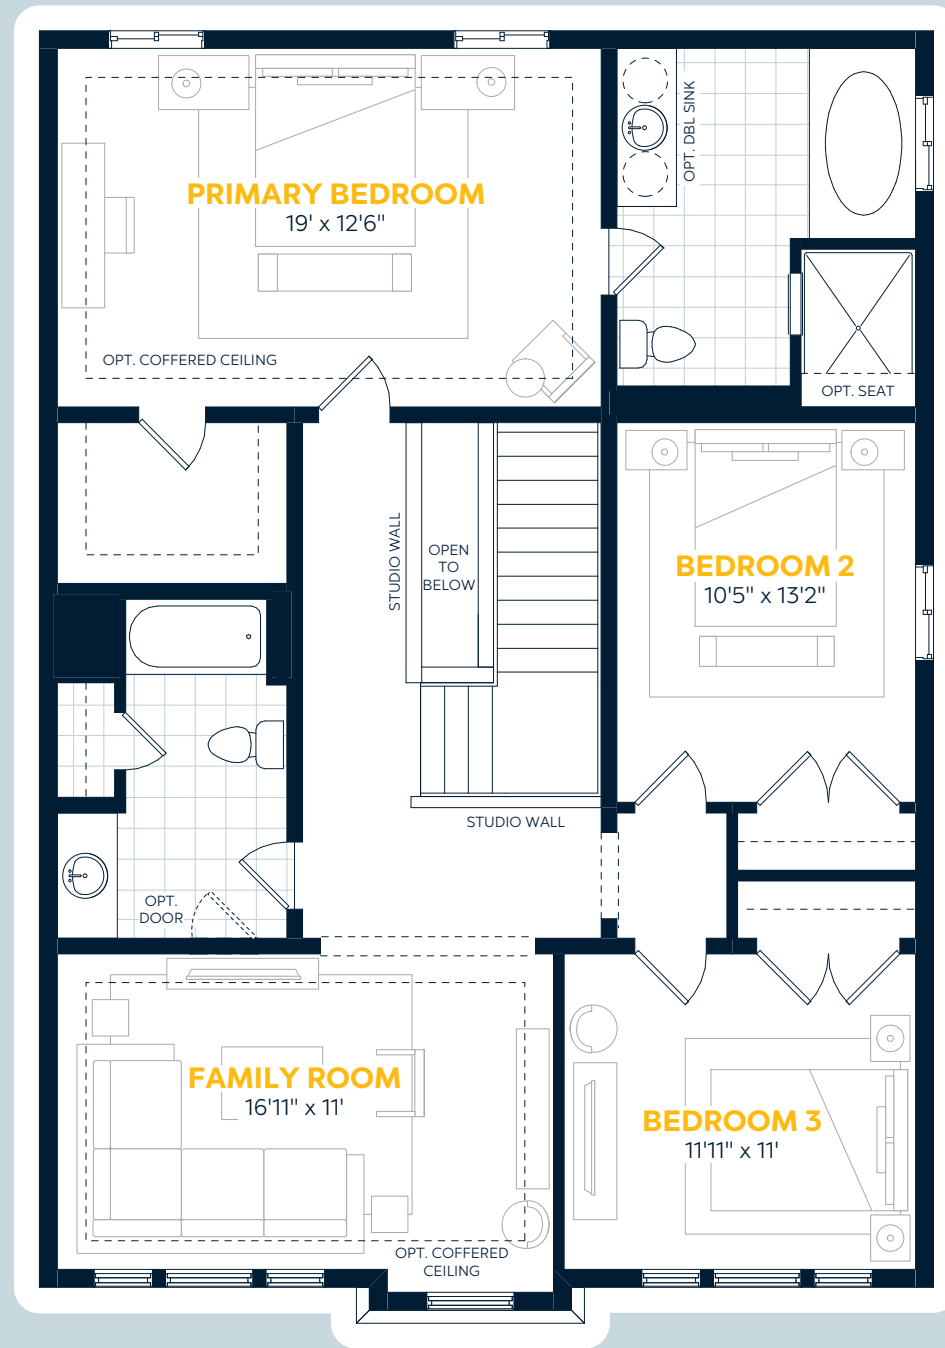 OPT. DBL SINK
PRIMARY BEDROOM
19' x 12'6"
OPT. COFFERED CEILING
OPT. SEAT
STUDIO WALL
OPEN
TO
BELOW
BEDROOM 2
10'5" x 13'2"
STUDIO WALL
OPT.
DOOR
FAMILY ROOM
16'11" x 11'
BEDROOM 3
11'11" x 11'
OPT. COFFERED
CEILING